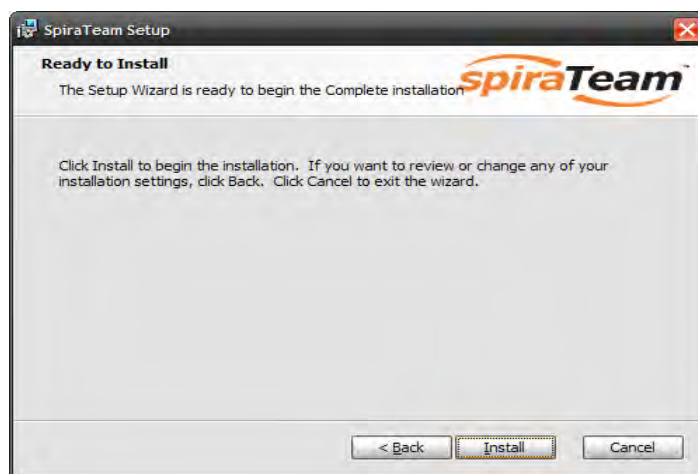 SpiraTeam Setup
Ready to Install
The Setup Wizard is ready to begin the Complete installation
spiraTeam
Click Install to begin the installation. If you want to review or change any of your
installation settings, click Back. Click Cancel to exit the wizard.
< Back
Install
Cancel